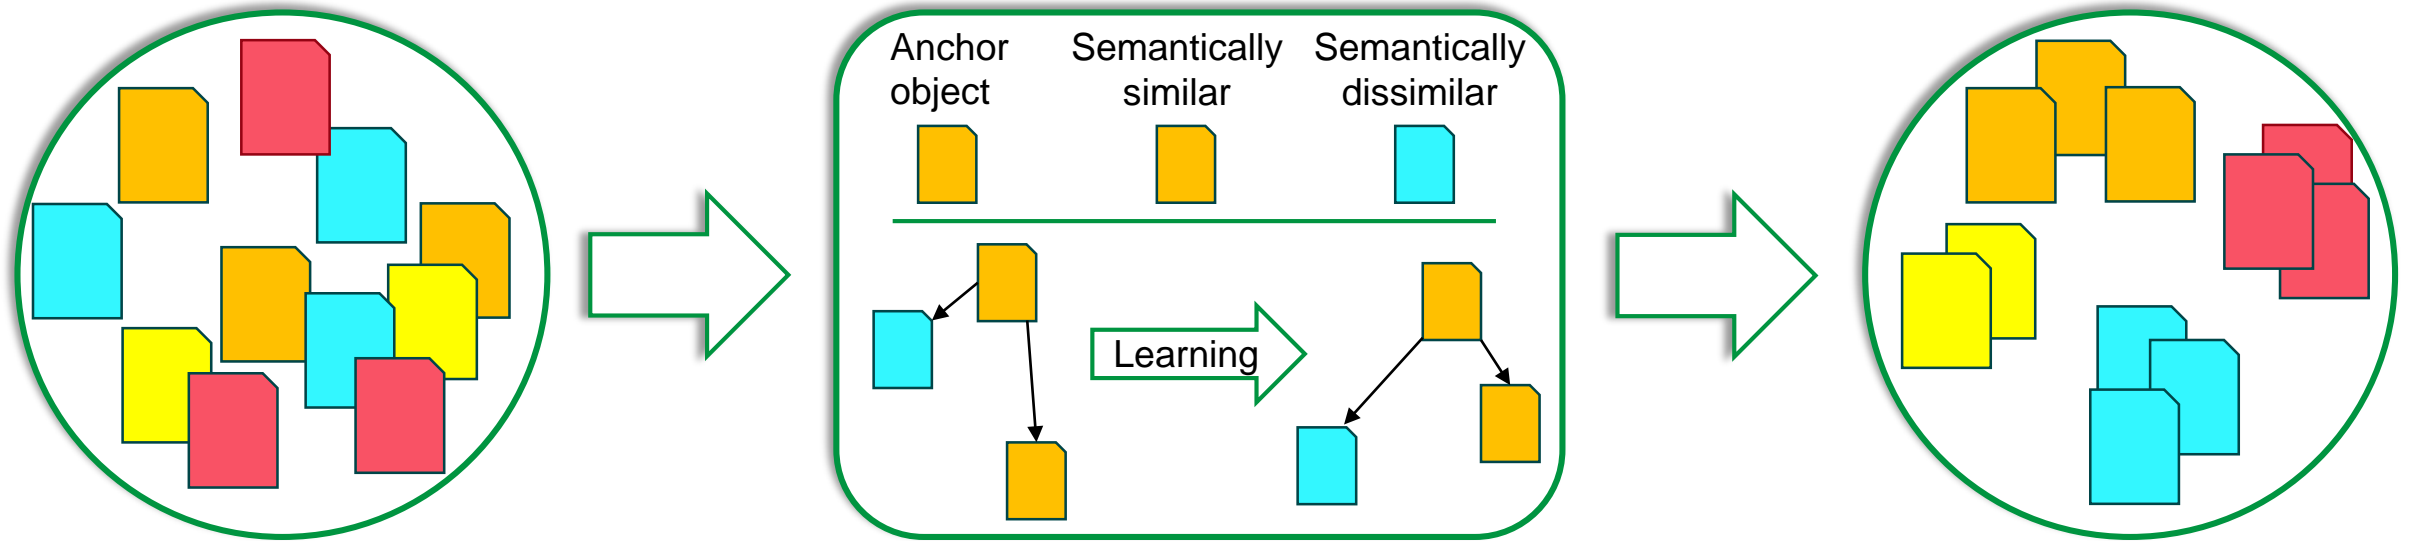 Anchor
object
Semantically
similar
Semantically
dissimilar
Learning